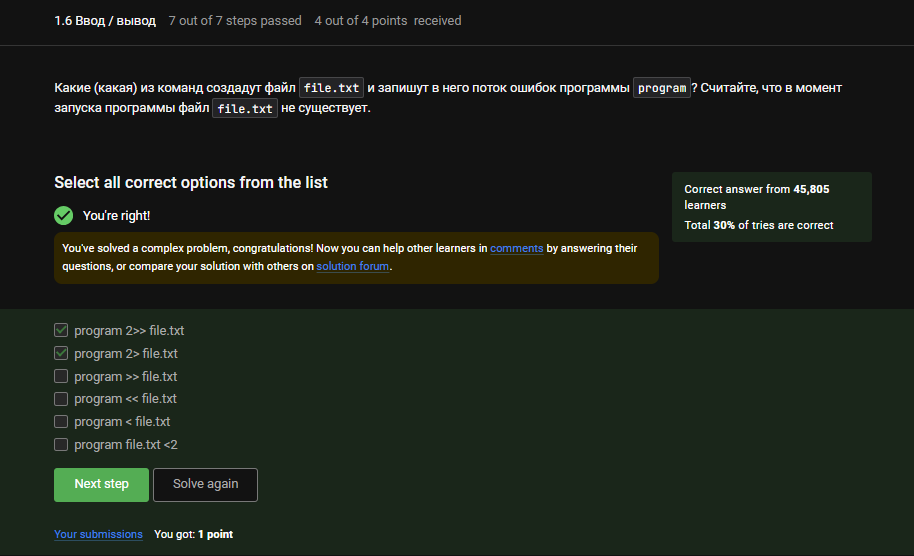 1.6 Ввод / вывод 7 out of 7 steps passed 4 out of 4 points received
Какие (какая) из команд создадут файл file.txt и запишут в него поток ошибок программы program? Считайте, что в момент
запуска программы файл file.txt не существует.
Select all correct options from the list
You're right!
You've solved a complex problem, congratulations! Now you can help other learners in comments by answering their
questions, or compare your solution with others on solution forum.
Correct answer from 45,805
learners
Total 30% of tries are correct
program 2>> file.txt
program 2> file.txt
program >> file.txt
program << file.txt
program < file.txt
program file.txt <2
Next step Solve again
Your submissions You got: 1 point